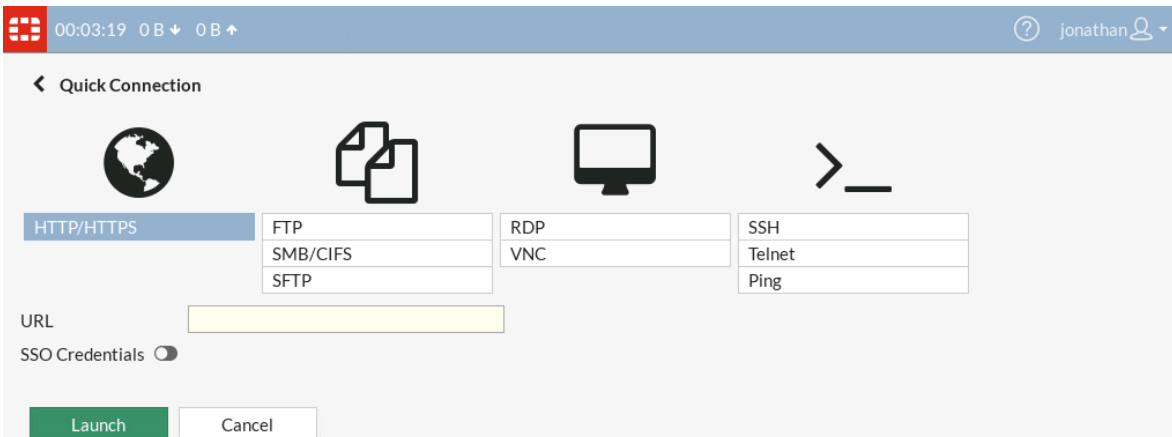 00:03:19 0 B 0 B jonathan
Quick Connection
HTTP/HTTPS FTP RDP SSH
SMB/CIFS VNC Telnet
SFTP Ping
URL
SSO Credentials
Launch Cancel